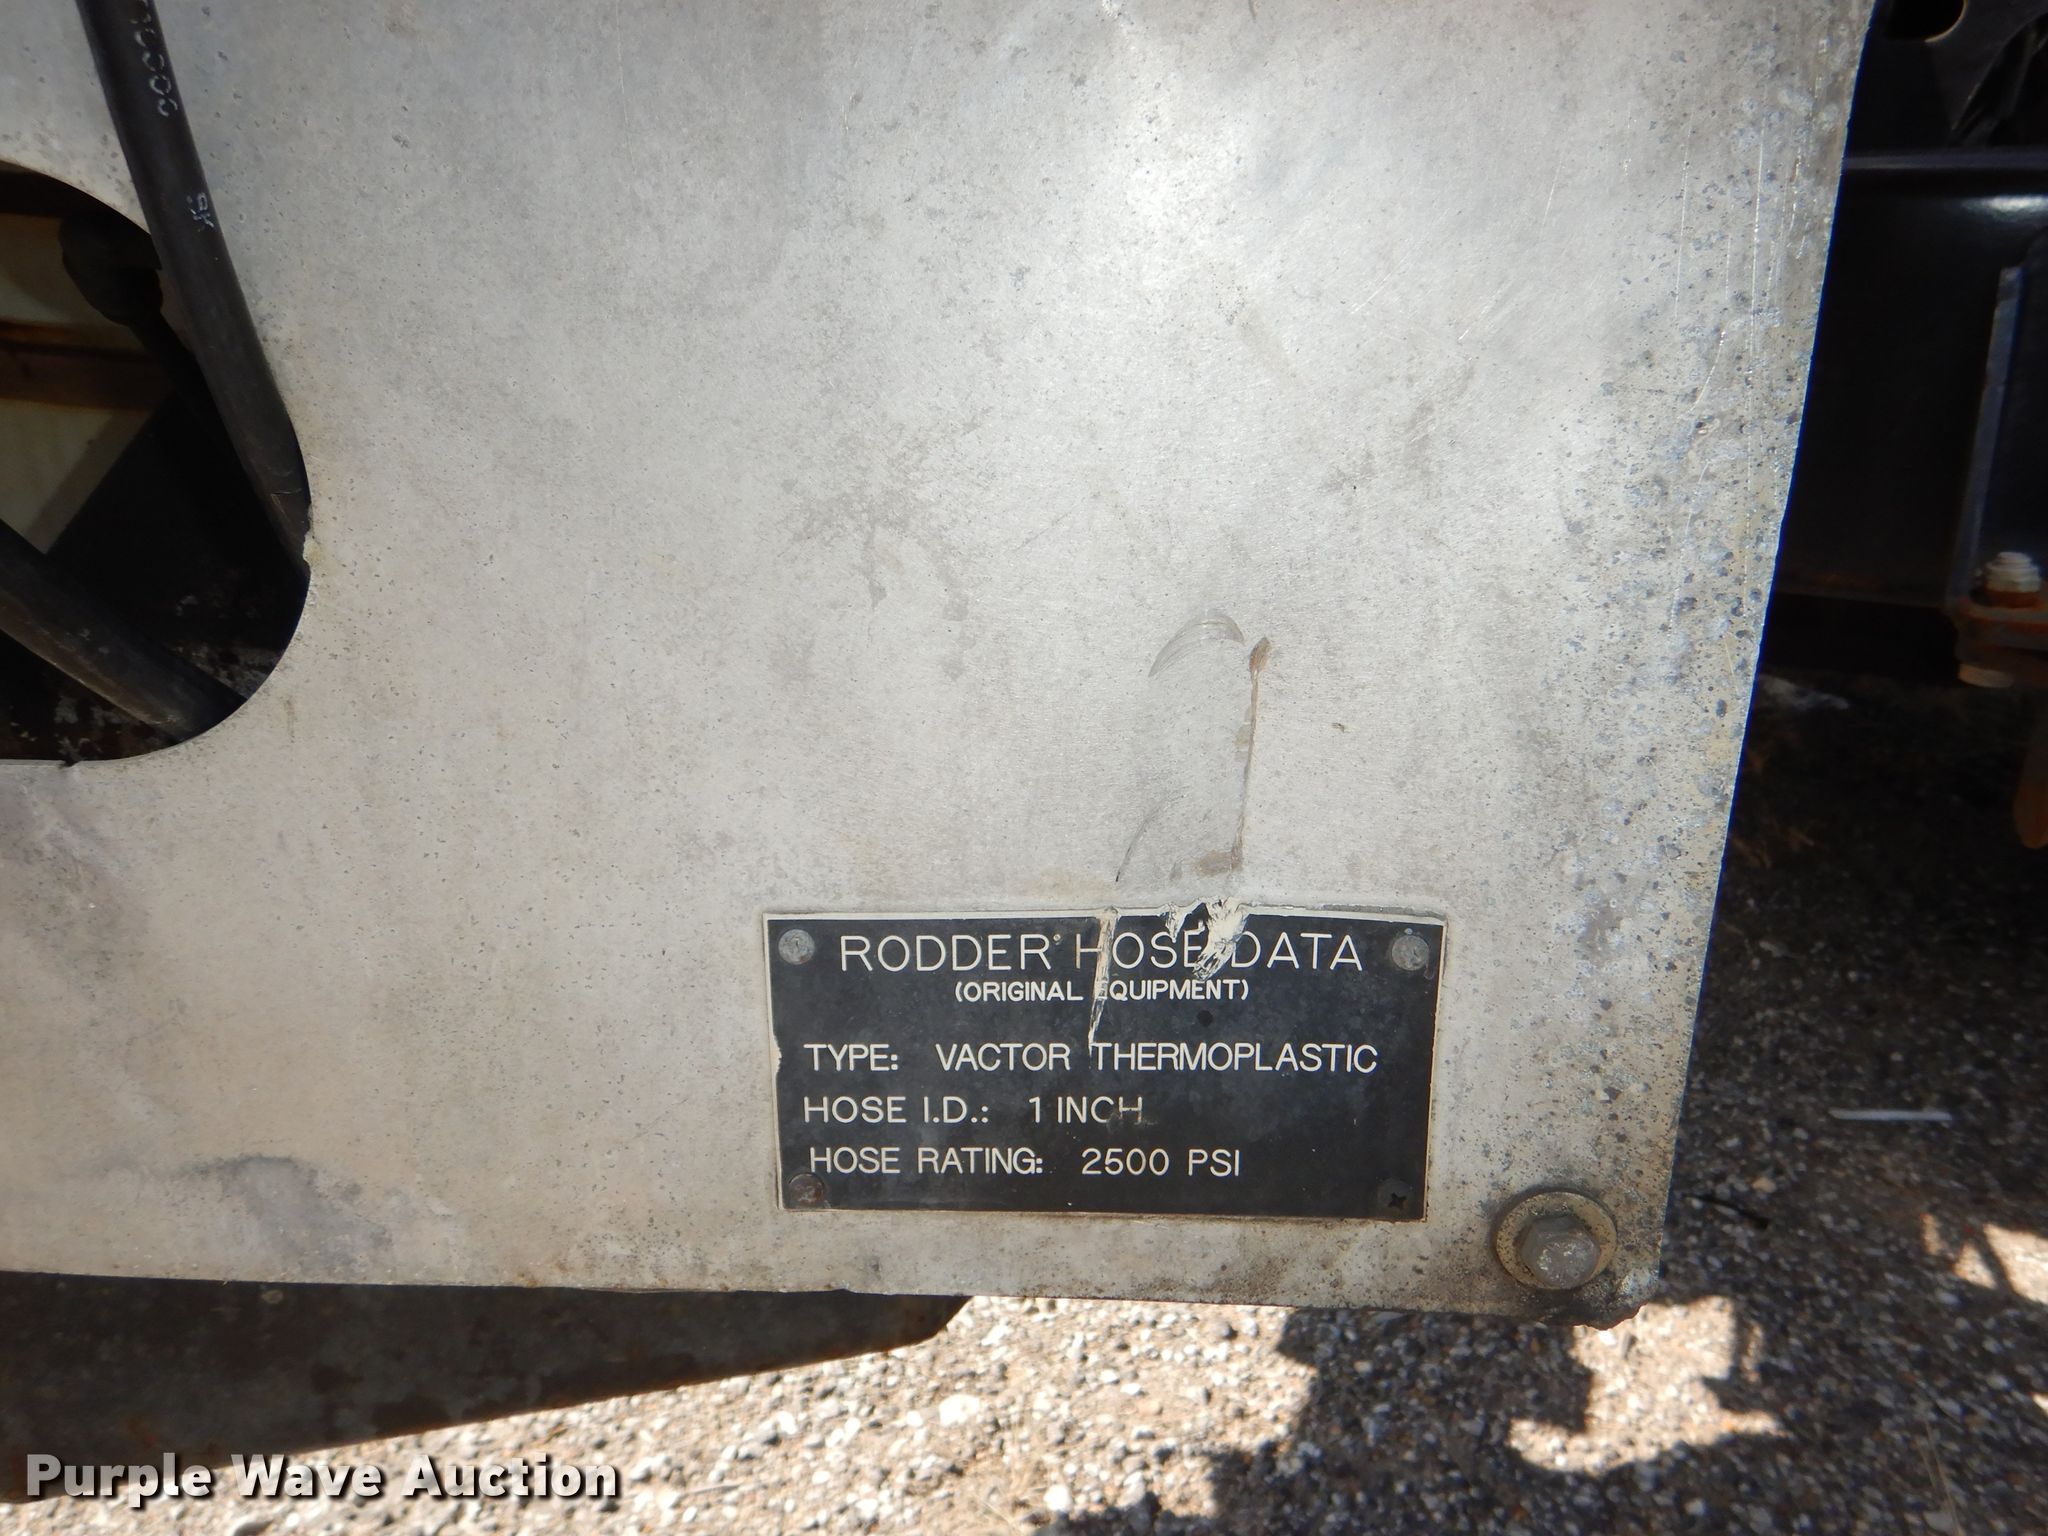 RODDER HOSE DATA
(ORIGINAL EQUIPMENT)
TYPE: VACTOR THERMOPLASTIC
HOSE I.D.: 1 INCH
HOSE RATING: 2500 PSI
Purple Wave Auction